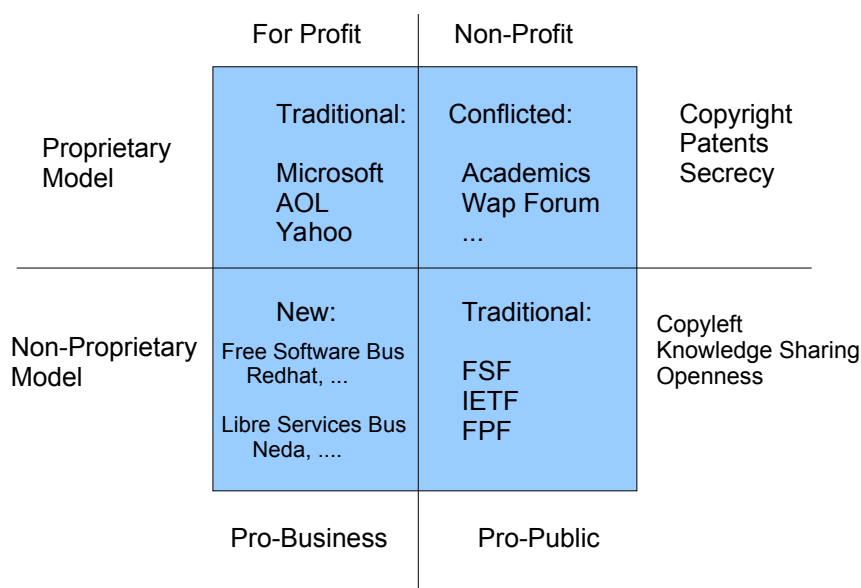 For Profit
Non-Profit
Proprietary
Model
Traditional:
Microsoft
AOL
Yahoo
Conflicted:
Academics
Wap Forum
...
Copyright
Patents
Secrecy
Non-Proprietary
Model
New:
Free Software Bus
Redhat, ...
Libre Services Bus
Neda, ....
Traditional:
FSF
IETF
FPF
Copyleft
Knowledge Sharing
Openness
Pro-Business
Pro-Public